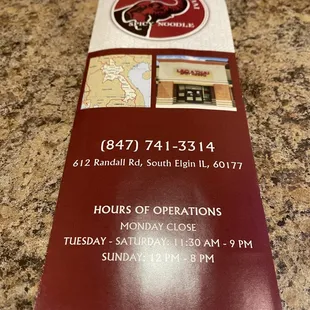 SPICY NOODLE
(847) 741-3314
612 Randall Rd, South Elgin IL, 60177
HOURS OF OPERATIONS
MONDAY CLOSE
TUESDAY - SATURDAY: 11:30 AM - 9 PM
SUNDAY: 12 PM - 8 PM